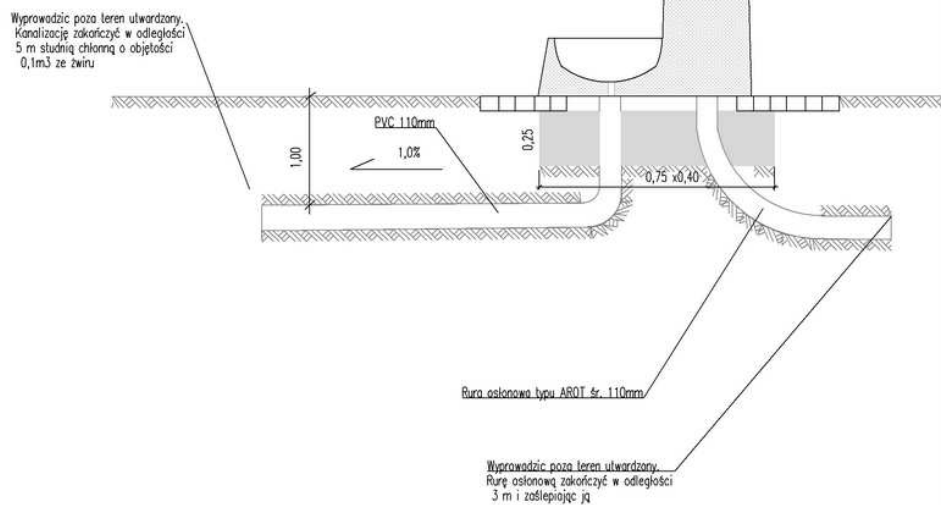 Wyprowadzic poza teren utwardzony.
Kanalizację zakończyć w odległości
5 m studnią chłonną o objętości
0,1m3 ze żwiru
PVC 110mm
1,0%
1,00
0,25
0,75 x0,40
Rura osłonowa typu AROT śr. 110mm
Wyprowadzic poza teren utwardzony.
Rurę osłonową zakończyć w odległości
3 m i zaślepiając ją